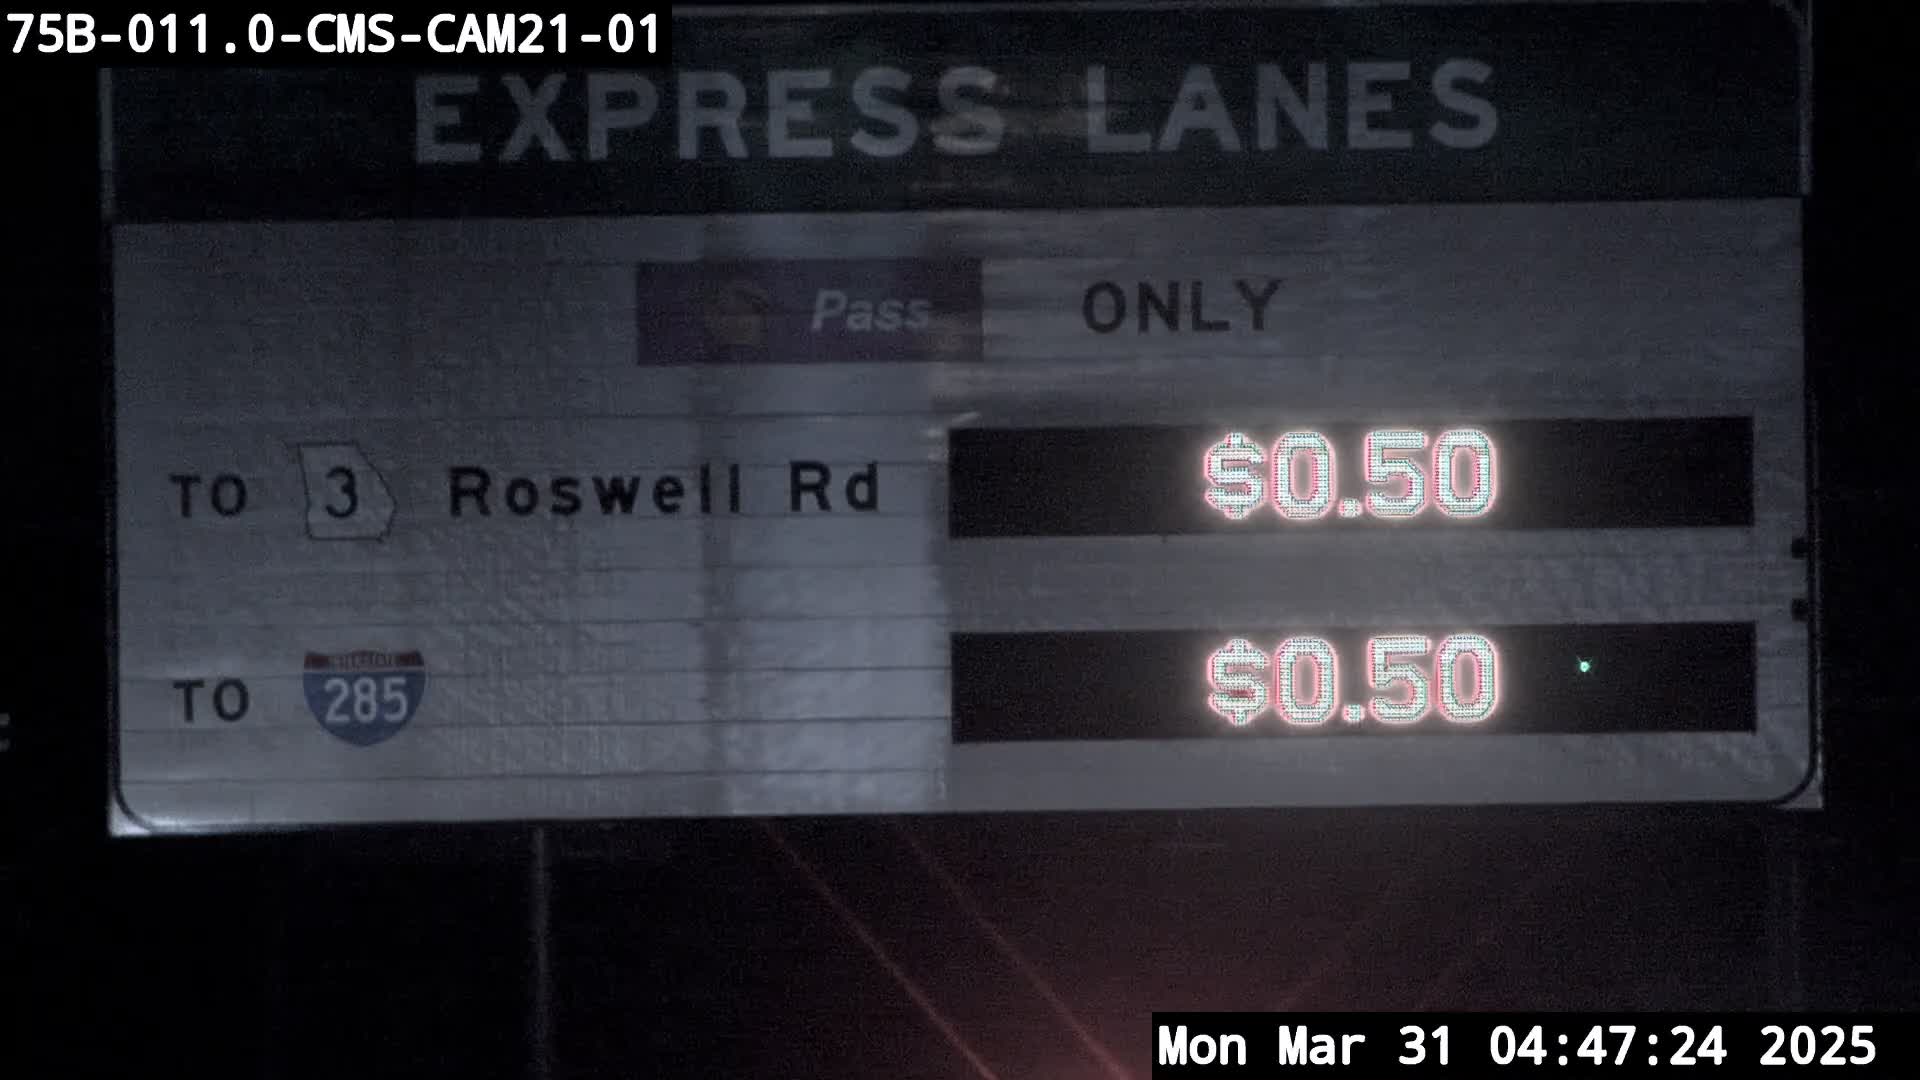 75B-011.0-CMS-CAM21-01
EXPRESS LANES
Pass ONLY
TO 3 Roswell Rd $0.50
TO 285 $0.50
Mon Mar 31 04:47:24 2025